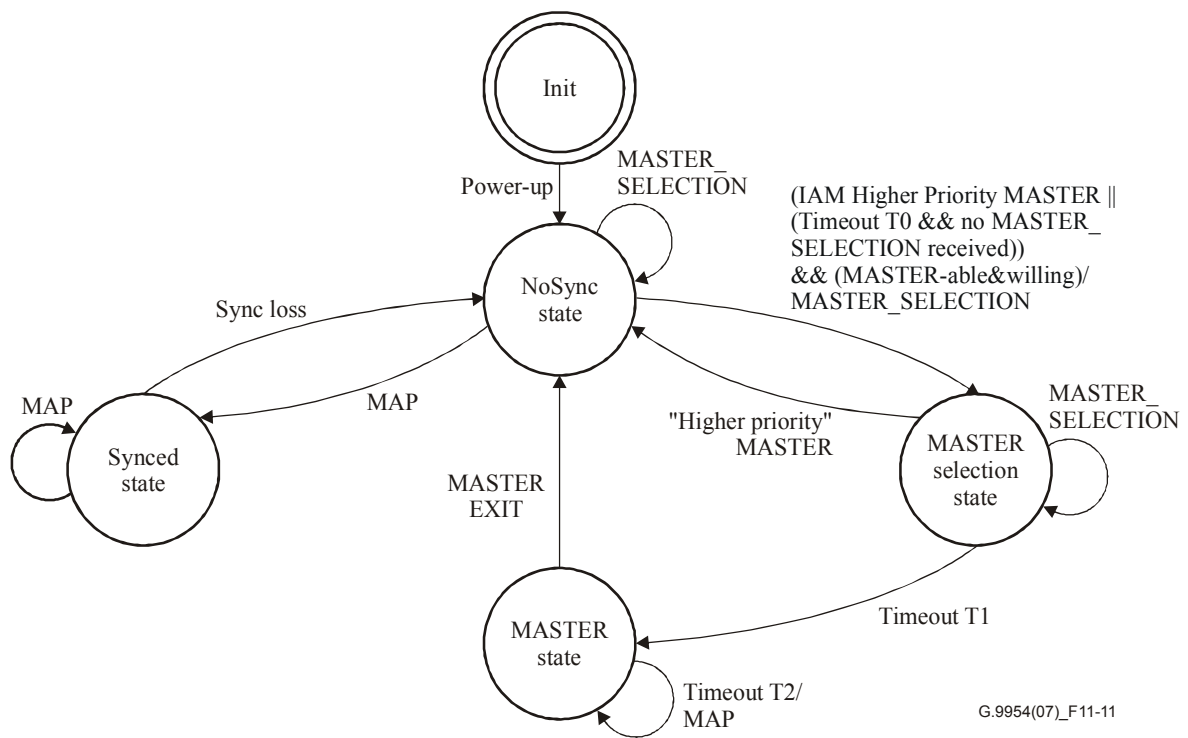 Init
Power-up
MASTER_
SELECTION
(IAM Higher Priority MASTER ||
(Timeout T0 && no MASTER_
SELECTION received))
&& (MASTER-able&willing)/
MASTER_SELECTION
NoSync
state
Sync loss
MAP
MAP
Synced
state
"Higher priority"
MASTER
MASTER_
SELECTION
MASTER
selection
state
MASTER
EXIT
Timeout T1
MASTER
state
Timeout T2/
MAP
G.9954(07)_F11-11